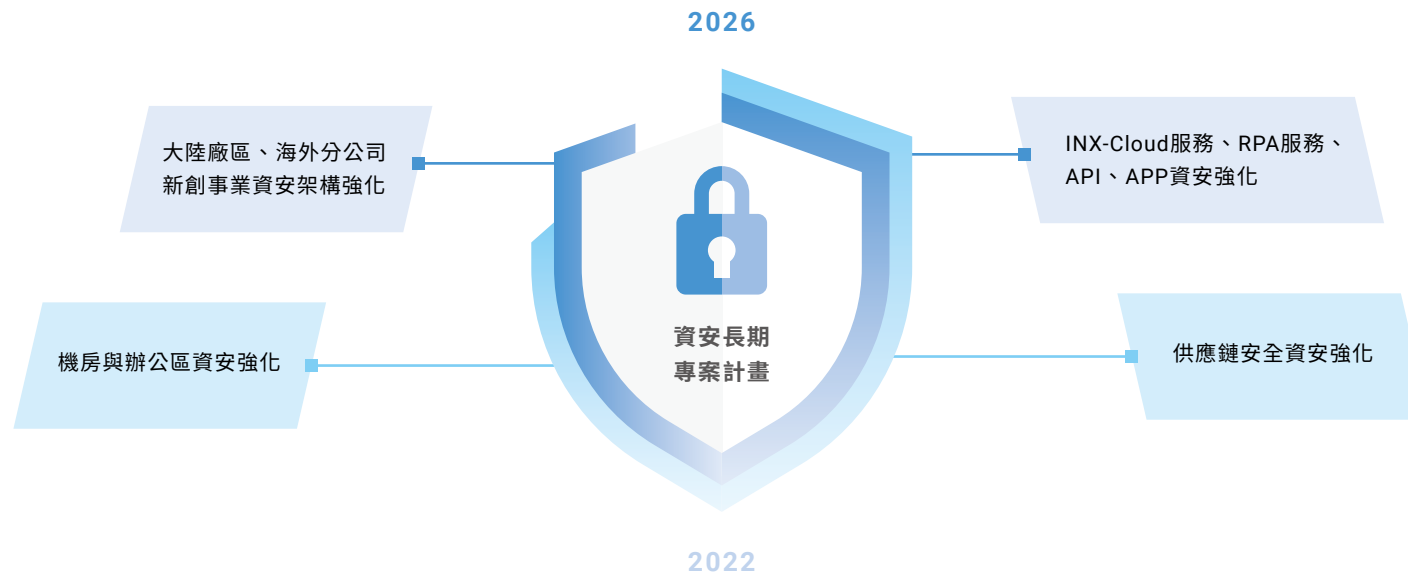 2026
大陸廠區、海外分公司
新創事業資安架構強化
INX-Cloud服務、RPA服務、
API、APP資安強化
資安長期
專案計畫
機房與辦公區資安強化
供應鏈安全資安強化
2022